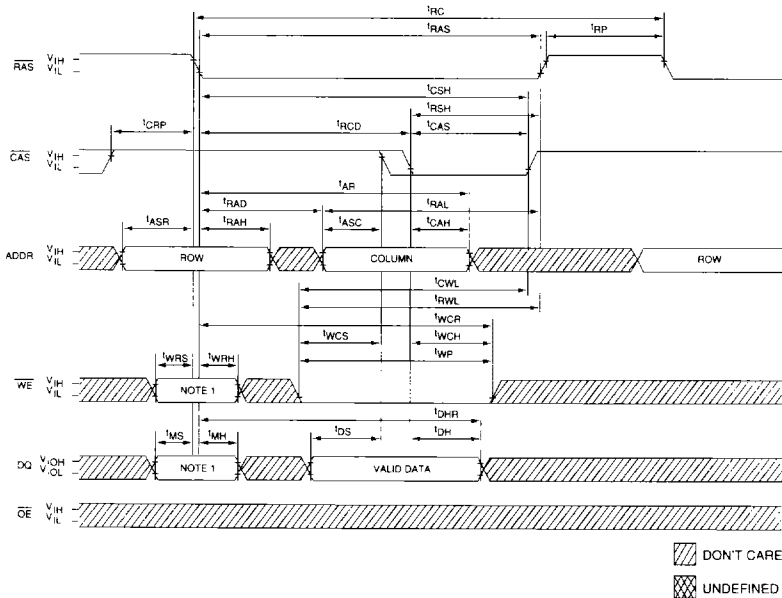 tRC
tRAS
tRP
RAS VIH
VIL
tCSH
tRSH
tCRP
tRCD
tCAS
CAS VIH
VIL
tAR
tRAD
tRAL
tASR
tRAH
tASC
tCAH
ADDR VIH
VIL
ROW
COLUMN
ROW
tCWL
tRWL
tWCR
tWCS
tWCH
tWP
tWRS
tWRH
WE VIH
VIL
NOTE 1
tDHR
tMS
tMH
tDS
tDH
DQ VIOH
VIOL
NOTE 1
VALID DATA
OE VIH
VIL
DON'T CARE
UNDEFINED